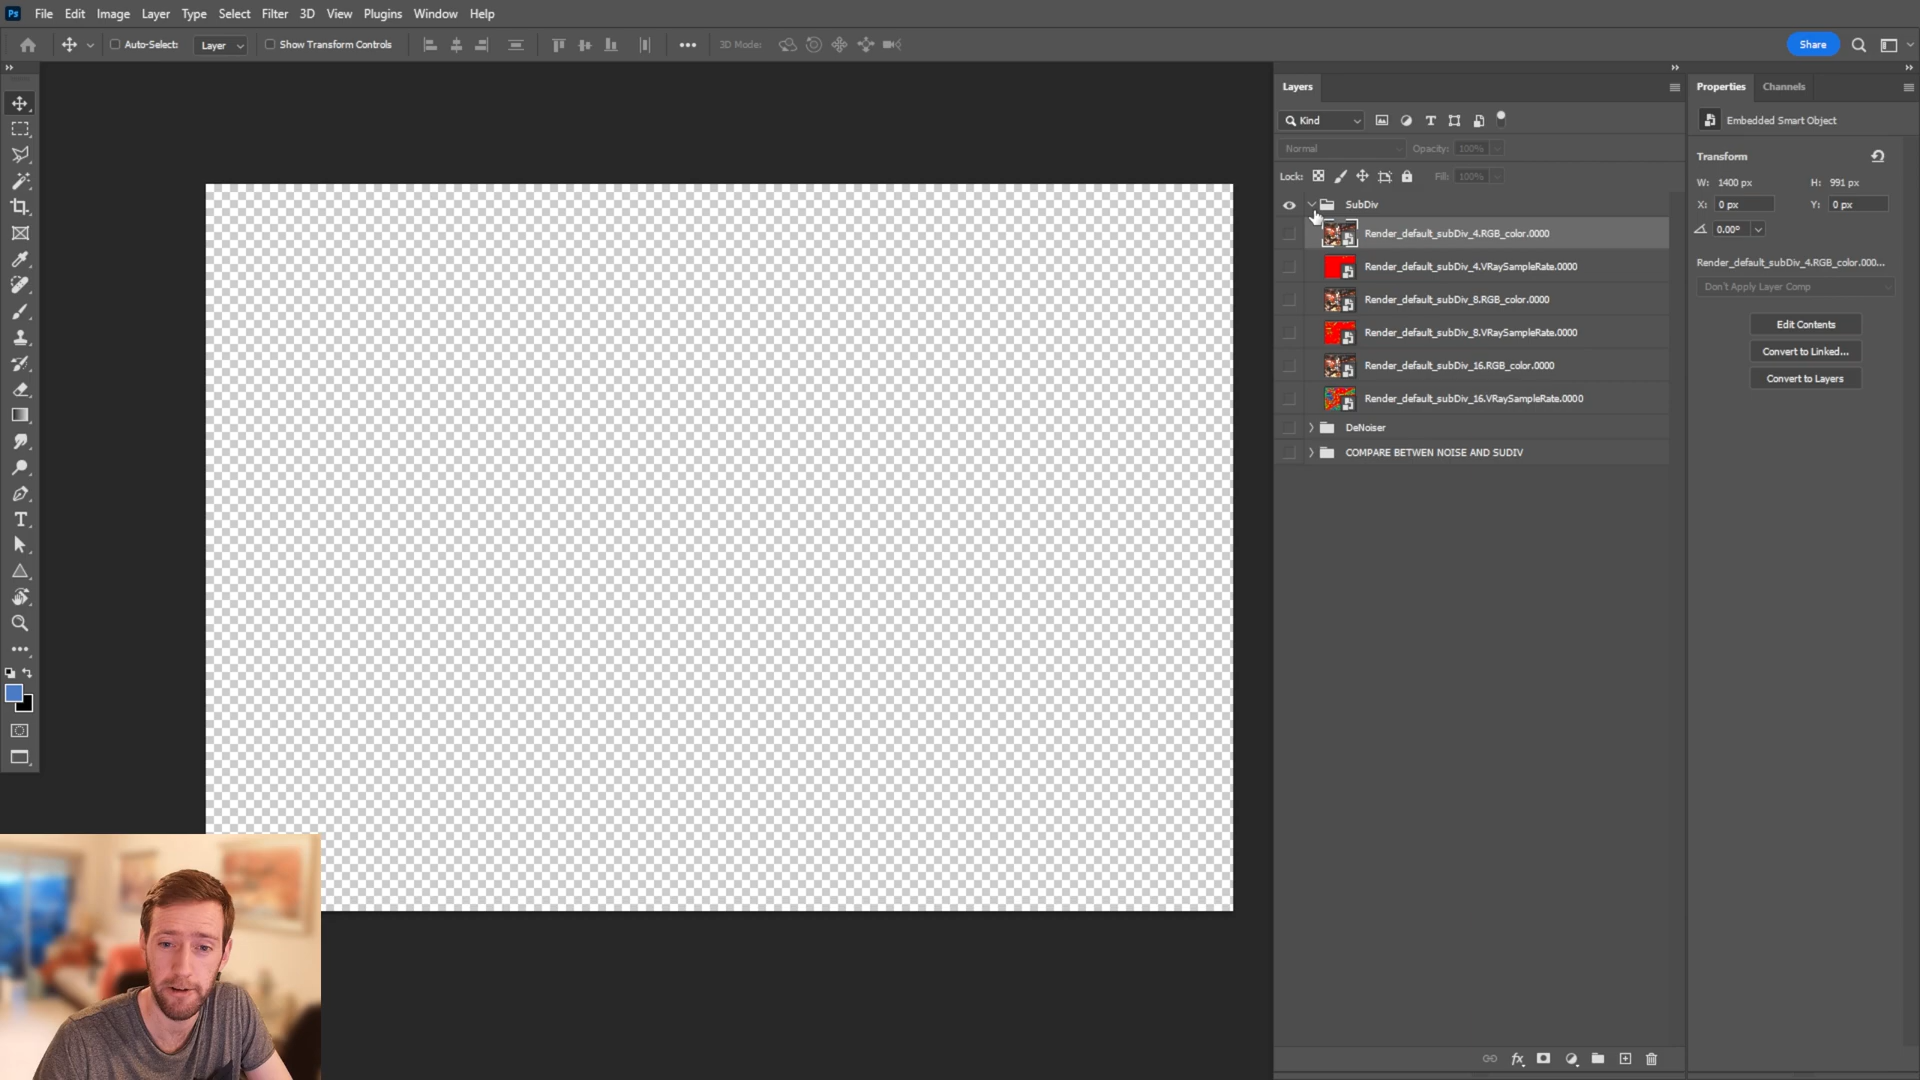 Ps File Edit Image Layer Type Select Filter 3D View Plugins Window Help
Auto-Select: Layer Show Transform Controls 3D Mode: Share
Layers
Kind
Normal Opacity: 100%
Lock: Fill: 100%
SubDiv
Render_default_subDiv_4.RGB_color.0000
Render_default_subDiv_4.VRaySampleRate.0000
Render_default_subDiv_8.RGB_color.0000
Render_default_subDiv_8.VRaySampleRate.0000
Render_default_subDiv_16.RGB_color.0000
Render_default_subDiv_16.VRaySampleRate.0000
DeNoiser
COMPARE BETWEN NOISE AND SUDIV
fx
Properties Channels
Embedded Smart Object
Transform
W: 1400 px H: 991 px
X: 0 px Y: 0 px
0.00°
Render_default_subDiv_4.RGB_color.000...
Don't Apply Layer Comp
Edit Contents
Convert to Linked...
Convert to Layers